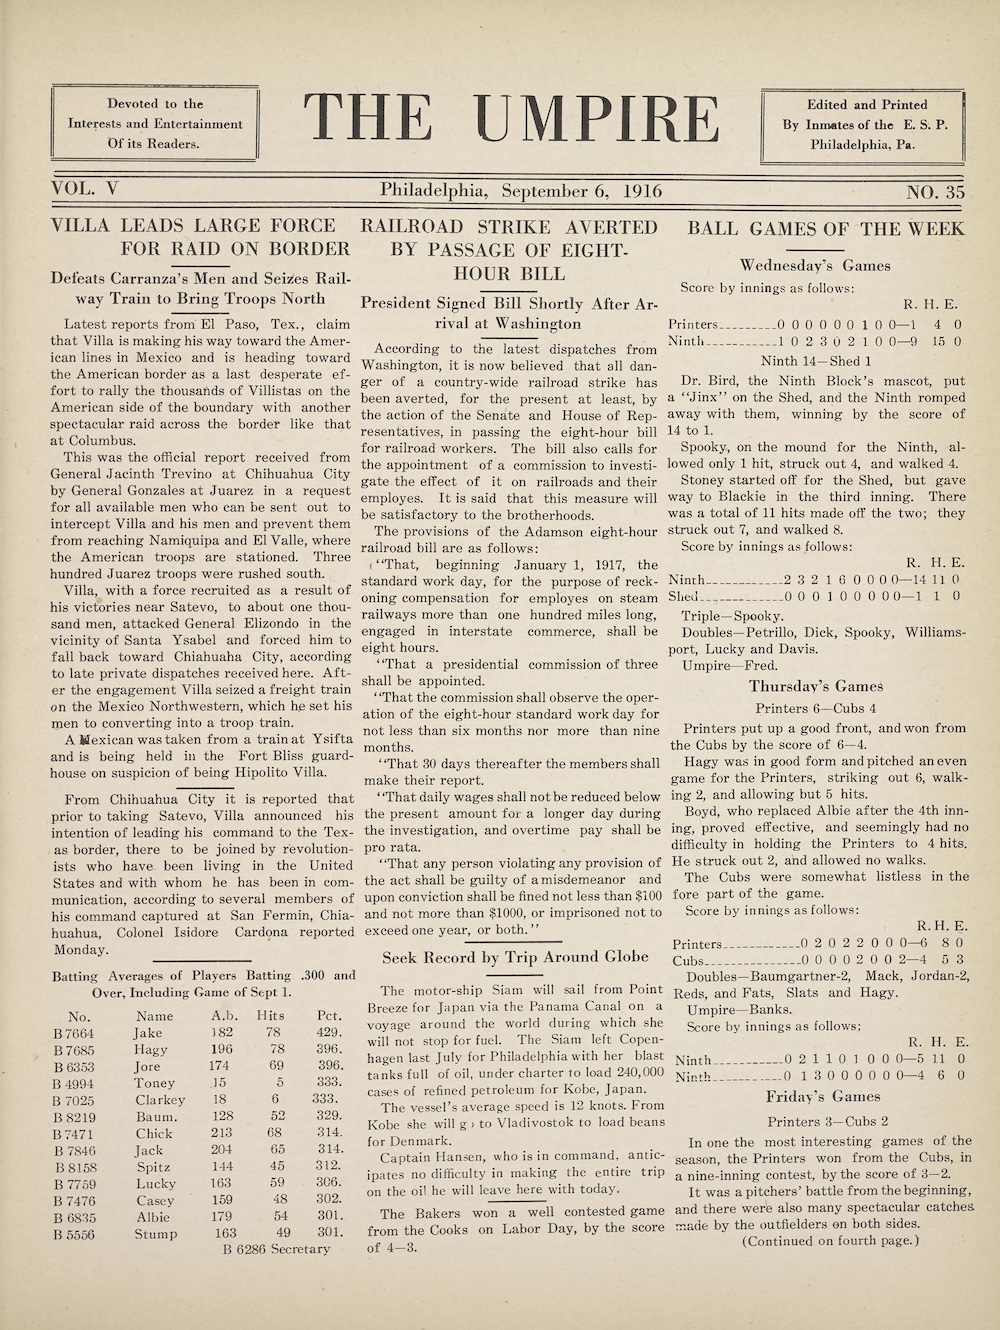 Devoted to the
Interests and Entertainment
Of its Readers.
THE UMPIRE
Edited and Printed
By Inmates of the E. S. P.
Philadelphia, Pa.
VOL. V
Philadelphia, September 6, 1916
NO. 35
VILLA LEADS LARGE FORCE
FOR RAID ON BORDER
Defeats Carranza's Men and Seizes Rail-
way Train to Bring Troops North
Latest reports from El Paso, Tex., claim
that Villa is making his way toward the Amer-
ican lines in Mexico and is heading toward
the American border as a last desperate ef-
fort to rally the thousands of Villistas on the
American side of the boundary with another
spectacular raid across the border like that
at Columbus.
This was the official report received from
General Jacinth Trevino at Chihuahua City
by General Gonzales at Juarez in a request
for all available men who can be sent out to
intercept Villa and his men and prevent them
from reaching Namiquipa and El Valle, where
the American troops are stationed. Three
hundred Juarez troops were rushed south.
Villa, with a force recruited as a result of
his victories near Satevo, to about one thou-
sand men, attacked General Elizondo in the
vicinity of Santa Ysabel and forced him to
fall back toward Chiahuaha City, according
to late private dispatches received here. Aft-
er the engagement Villa seized a freight train
on the Mexico Northwestern, which he set his
men to converting into a troop train.
A Mexican was taken from a train at Ysifta
and is being held in the Fort Bliss guard-
house on suspicion of being Hipolito Villa.
From Chihuahua City it is reported that
prior to taking Satevo, Villa announced his
intention of leading his command to the Tex-
as border, there to be joined by revolution-
ists who have been living in the United
States and with whom he has been in com-
munication, according to several members of
his command captured at San Fermin, Chia-
huahua, Colonel Isidore Cardona reported
Monday.
Batting Averages of Players Batting .300 and
Over, Including Game of Sept 1.
No. Name A.b. Hits Pct.
B 7664 Jake 182 78 429.
B 7685 Hagy 196 78 396.
B 6353 Jore 174 69 396.
B 4994 Toney 15 5 333.
B 7025 Clarkey 18 6 333.
B 8219 Baum. 128 52 329.
B 7471 Chick 213 68 314.
B 7846 Jack 204 65 314.
B 8158 Spitz 144 45 312.
B 7759 Lucky 163 59 306.
B 7476 Casey 159 48 302.
B 6835 Albie 179 54 301.
B 5556 Stump 163 49 301.
B 6286 Secretary
RAILROAD STRIKE AVERTED
BY PASSAGE OF EIGHT-
HOUR BILL
President Signed Bill Shortly After Ar-
rival at Washington
According to the latest dispatches from
Washington, it is now believed that all dan-
ger of a country-wide railroad strike has
been averted, for the present at least, by
the action of the Senate and House of Rep-
resentatives, in passing the eight-hour bill
for railroad workers. The bill also calls for
the appointment of a commission to investi-
gate the effect of it on railroads and their
employes. It is said that this measure will
be satisfactory to the brotherhoods.
The provisions of the Adamson eight-hour
railroad bill are as follows:
"That, beginning January 1, 1917, the
standard work day, for the purpose of reck-
oning compensation for employes on steam
railways more than one hundred miles long,
engaged in interstate commerce, shall be
eight hours.
"That a presidential commission of three
shall be appointed.
"That the commission shall observe the oper-
ation of the eight-hour standard work day for
not less than six months nor more than nine
months.
"That 30 days thereafter the members shall
make their report.
"That daily wages shall not be reduced below
the present amount for a longer day during
the investigation, and overtime pay shall be
pro rata.
"That any person violating any provision of
the act shall be guilty of a misdemeanor and
upon conviction shall be fined not less than $100
and not more than $1000, or imprisoned not to
exceed one year, or both."
Seek Record by Trip Around Globe
The motor-ship Siam will sail from Point
Breeze for Japan via the Panama Canal on a
voyage around the world during which she
will not stop for fuel. The Siam left Copen-
hagen last July for Philadelphia with her blast
tanks full of oil, under charter to load 240,000
cases of refined petroleum for Kobe, Japan.
The vessel's average speed is 12 knots. From
Kobe she will g) to Vladivostok to load beans
for Denmark.
Captain Hansen, who is in command, antic-
ipates no difficulty in making the entire trip
on the oil he will leave here with today.
The Bakers won a well contested game
from the Cooks on Labor Day, by the score
of 4—3.
BALL GAMES OF THE WEEK
Wednesday's Games
Score by innings as follows:
R. H. E.
Printers_________0 0 0 0 0 0 1 0 0—1 4 0
Ninth___________1 0 2 3 0 2 1 0 0—9 15 0
Ninth 14—Shed 1
Dr. Bird, the Ninth Block's mascot, put
a "Jinx" on the Shed, and the Ninth romped
away with them, winning by the score of
14 to 1.
Spooky, on the mound for the Ninth, al-
lowed only 1 hit, struck out 4, and walked 4.
Stoney started off for the Shed, but gave
way to Blackie in the third inning. There
was a total of 11 hits made off the two; they
struck out 7, and walked 8.
Score by innings as follows:
R. H. E.
Ninth____________2 3 2 1 6 0 0 0 0—14 11 0
Shed_____________0 0 0 1 0 0 0 0 0—1 1 0
Triple—Spooky.
Doubles—Petrillo, Dick, Spooky, Williams-
port, Lucky and Davis.
Umpire—Fred.
Thursday's Games
Printers 6—Cubs 4
Printers put up a good front, and won from
the Cubs by the score of 6—4.
Hagy was in good form and pitched an even
game for the Printers, striking out 6, walk-
ing 2, and allowing but 5 hits.
Boyd, who replaced Albie after the 4th inn-
ing, proved effective, and seemingly had no
difficulty in holding the Printers to 4 hits.
He struck out 2, and allowed no walks.
The Cubs were somewhat listless in the
fore part of the game.
Score by innings as follows:
R. H. E.
Printers____________0 2 0 2 2 0 0 0—6 8 0
Cubs_______________0 0 0 0 2 0 0 2—4 5 3
Doubles—Baumgartner-2, Mack, Jordan-2,
Reds, and Fats, Slats and Hagy.
Umpire—Banks.
Score by innings as follows;
R. H. E.
Ninth___________0 2 1 1 0 1 0 0 0—5 11 0
Ninth___________0 1 3 0 0 0 0 0 0—4 6 0
Friday's Games
Printers 3—Cubs 2
In one the most interesting games of the
season, the Printers won from the Cubs, in
a nine-inning contest, by the score of 3—2.
It was a pitchers' battle from the beginning,
and there were also many spectacular catches
made by the outfielders on both sides.
(Continued on fourth page.)